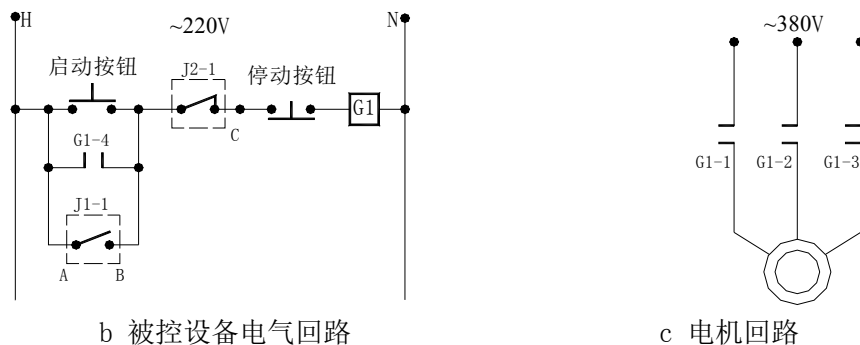 H
N
~220V
~380V
启动按钮
J2-1
停动按钮
G1
C
G1-4
J1-1
A
B
G1-1
G1-2
G1-3
b 被控设备电气回路
c 电机回路